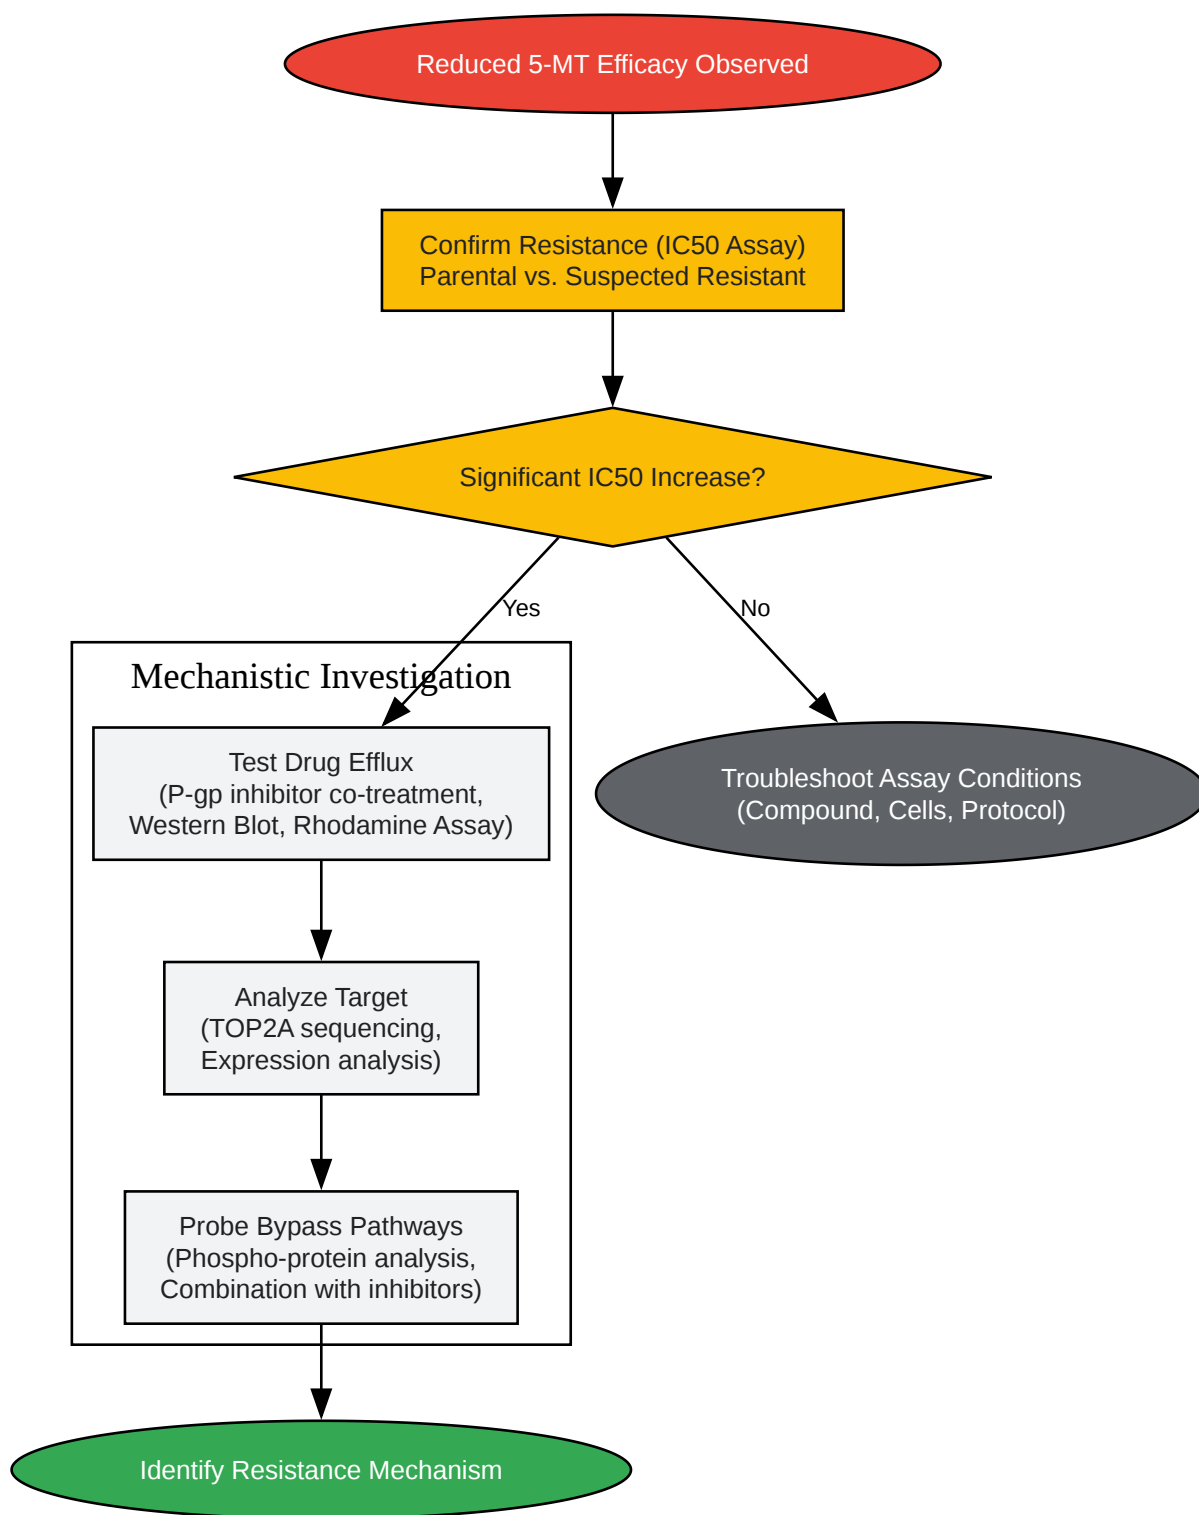 Reduced 5-MT Efficacy Observed
Confirm Resistance (IC50 Assay)
Parental vs. Suspected Resistant
Significant IC50 Increase?
Yes
No
Mechanistic Investigation
Test Drug Efflux
(P-gp inhibitor co-treatment,
Western Blot, Rhodamine Assay)
Troubleshoot Assay Conditions
(Compound, Cells, Protocol)
Analyze Target
(TOP2A sequencing,
Expression analysis)
Probe Bypass Pathways
(Phospho-protein analysis,
Combination with inhibitors)
Identify Resistance Mechanism